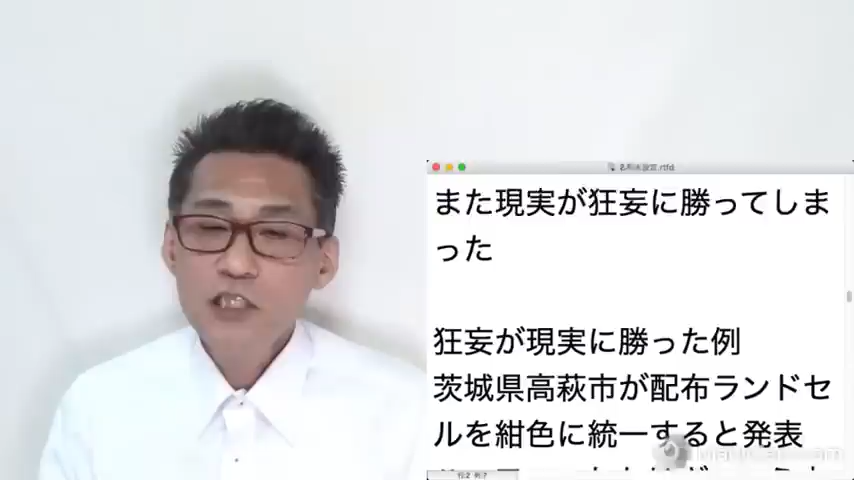 また現実が狂妄に勝ってしま
った
狂妄が現実に勝った例
茨城県高萩市が配布ランドセ
ルを紺色に統一すると発表